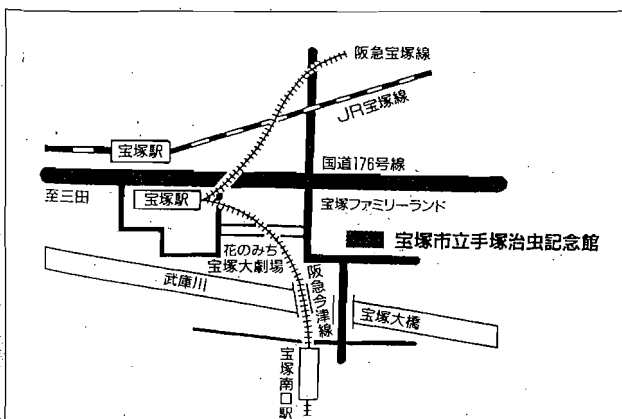 阪急宝塚線
JR宝塚線
宝塚駅
国道176号線
至三田
宝塚駅
宝塚ファミリーランド
宝塚市立手塚治虫記念館
花のみち
宝塚大劇場
阪急今津線
武庫川
宝塚大橋
宝塚南口駅